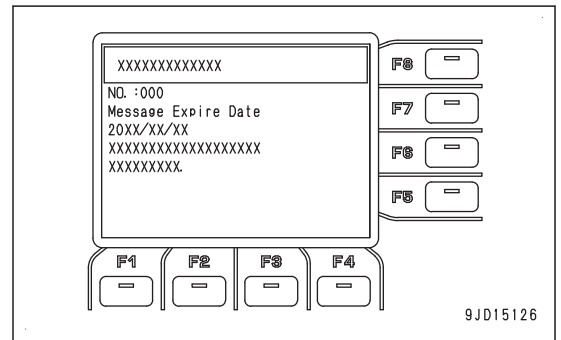 XXXXXXXXXXXXX
NO. :000
Message Expire Date
20XX/XX/XX
XXXXXXXXXXXXXXXXXXXX
XXXXXXXXX.
F8
F7
F6
F5
F1 F2 F3 F4
9JD15126